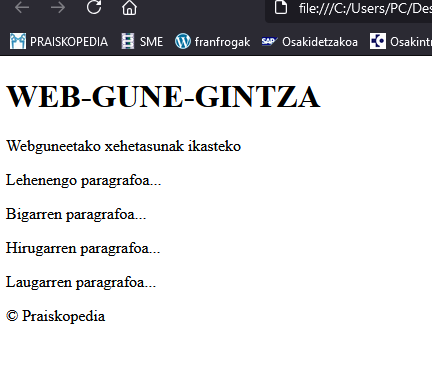 file:///C:/Users/PC/Des
PRAISKOPEDIA SME franfrogak Osakidetzakoa Osakint
WEB-GUNE-GINTZA
Webguneetako xehetasunak ikasteko
Lehenengo paragrafoa...
Bigarren paragrafoa...
Hirugarren paragrafoa...
Laugarren paragrafoa...
© Praiskopedia